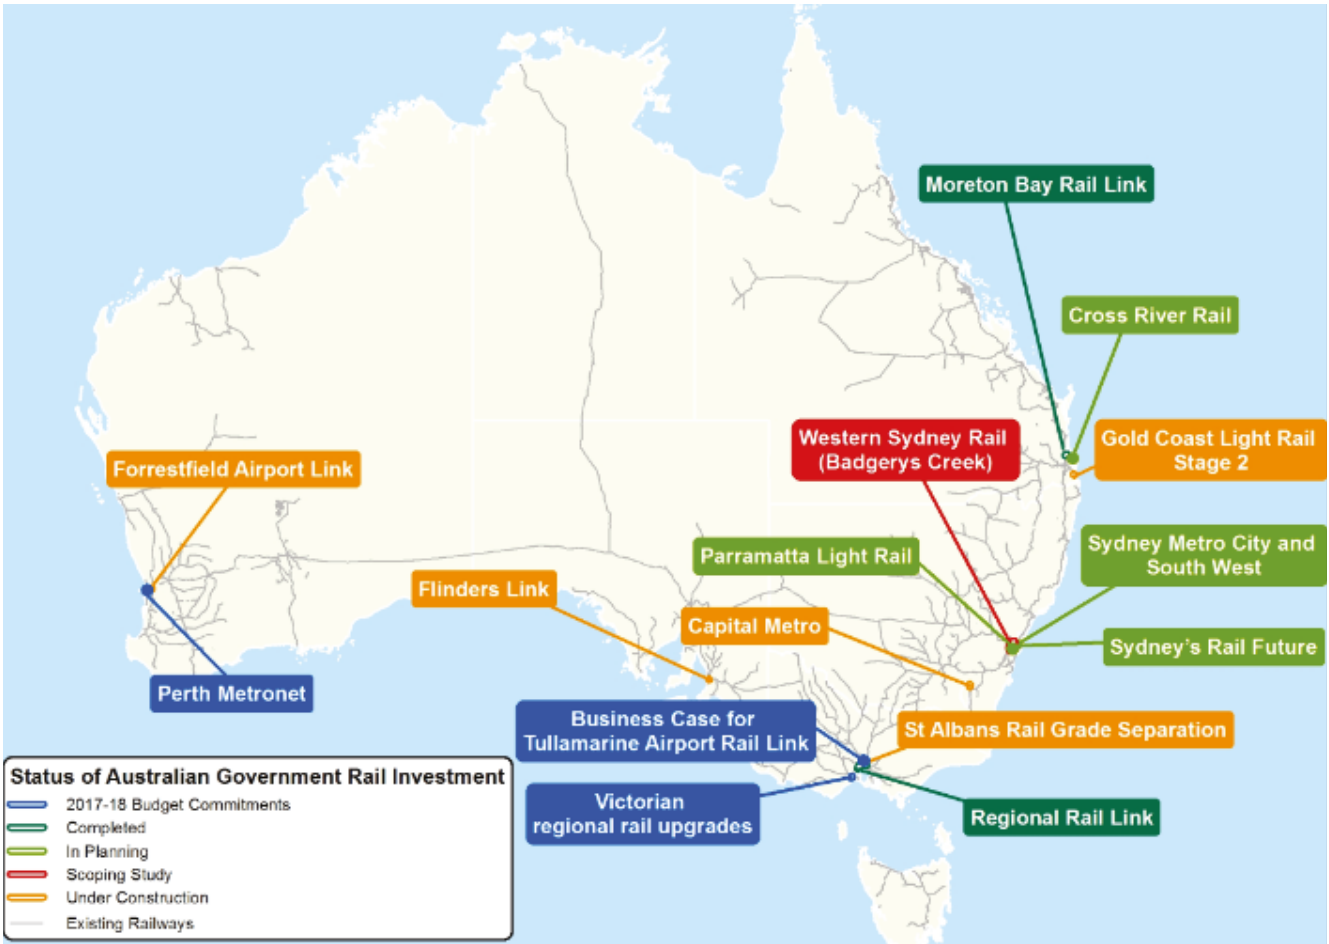 Moreton Bay Rail Link
Cross River Rail
Western Sydney Rail
(Badgerys Creek)
Gold Coast Light Rail
Stage 2
Forrestfield Airport Link
Parramatta Light Rail
Sydney Metro City and
South West
Flinders Link
Capital Metro
Sydney's Rail Future
Perth Metronet
Business Case for
Tullamarine Airport Rail Link
St Albans Rail Grade Separation
Victorian
regional rail upgrades
Regional Rail Link
Status of Australian Government Rail Investment
2017-18 Budget Commitments
Completed
In Planning
Scoping Study
Under Construction
Existing Railways